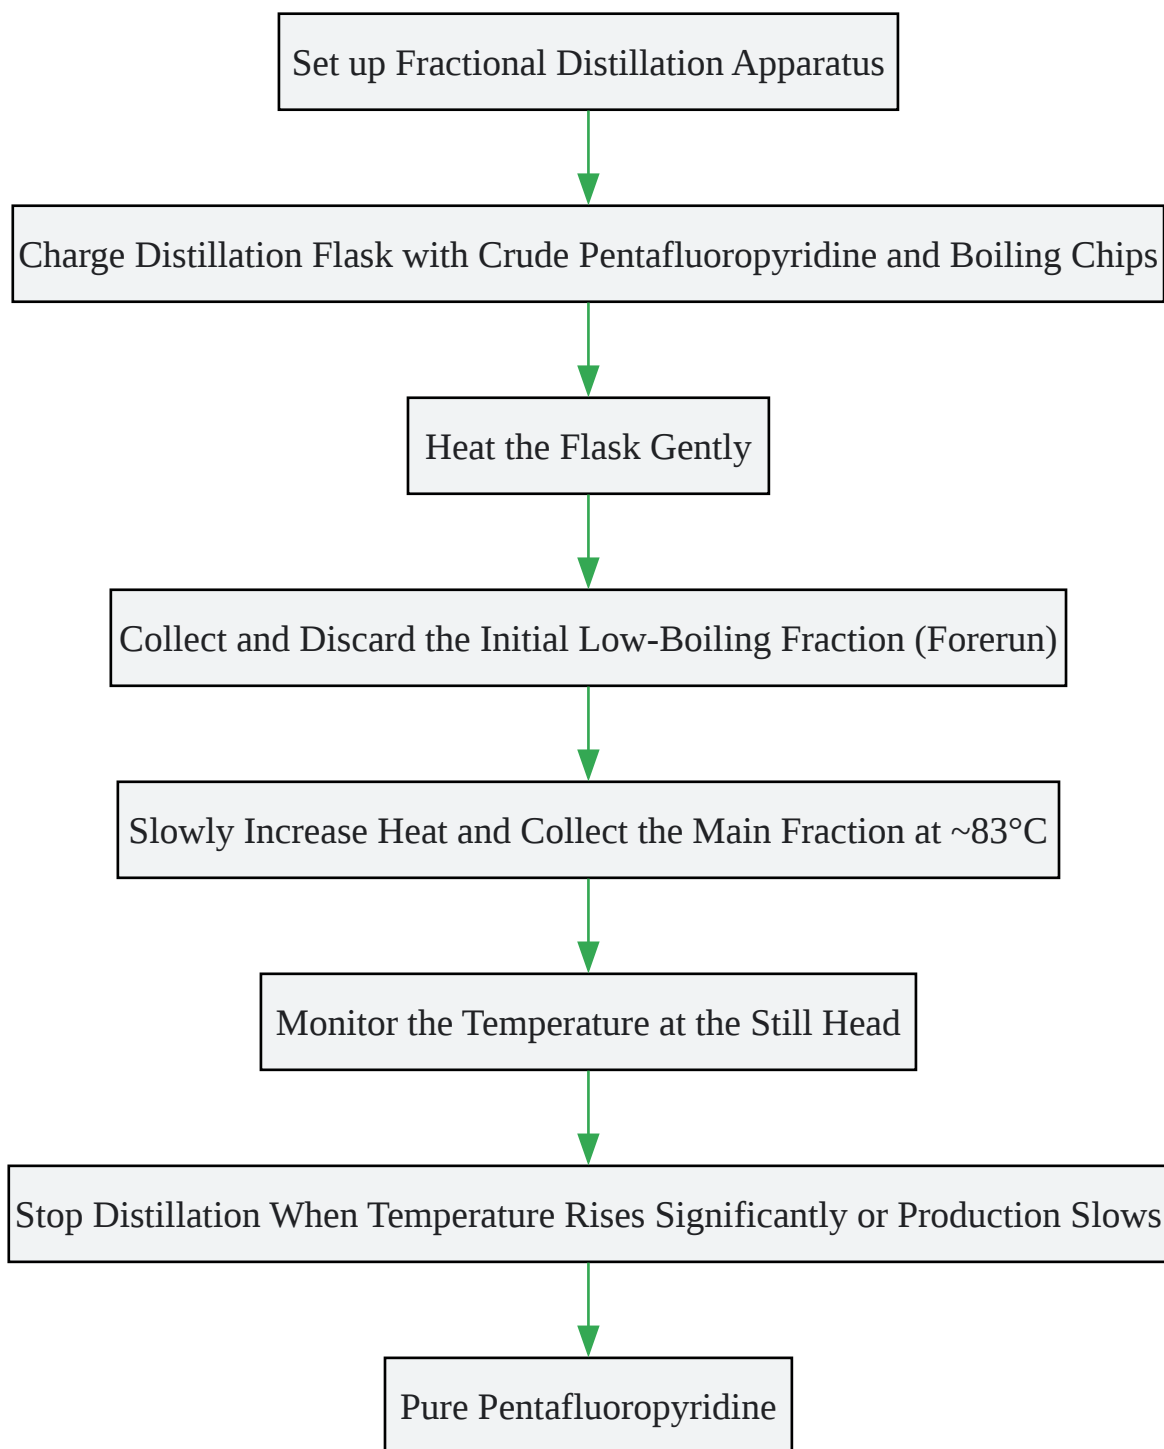 Set up Fractional Distillation Apparatus
Charge Distillation Flask with Crude Pentafluoropyridine and Boiling Chips
Heat the Flask Gently
Collect and Discard the Initial Low-Boiling Fraction (Forerun)
Slowly Increase Heat and Collect the Main Fraction at ~83°C
Monitor the Temperature at the Still Head
Stop Distillation When Temperature Rises Significantly or Production Slows
Pure Pentafluoropyridine